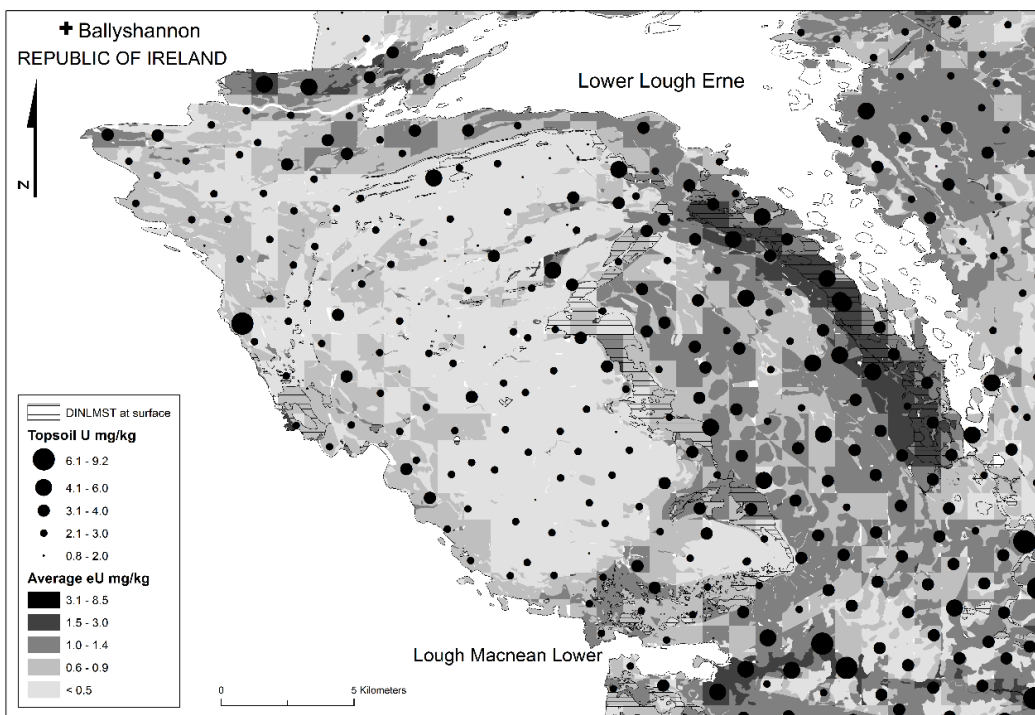 Ballyshannon
REPUBLIC OF IRELAND
Lower Lough Erne
N
DINLMST at surface
Topsoil U mg/kg
6.1 - 9.2
4.1 - 6.0
3.1 - 4.0
2.1 - 3.0
0.8 - 2.0
Average eU mg/kg
3.1 - 8.5
1.5 - 3.0
1.0 - 1.4
0.6 - 0.9
< 0.5
Lough Macnean Lower
0 5 Kilometers